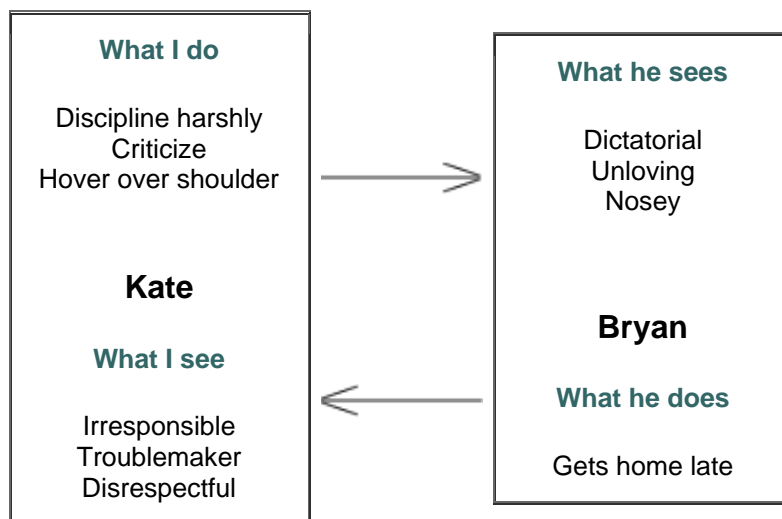 What I do
Discipline harshly
Criticize
Hover over shoulder
Kate
What I see
Irresponsible
Troublemaker
Disrespectful
What he sees
Dictatorial
Unloving
Nosey
Bryan
What he does
Gets home late